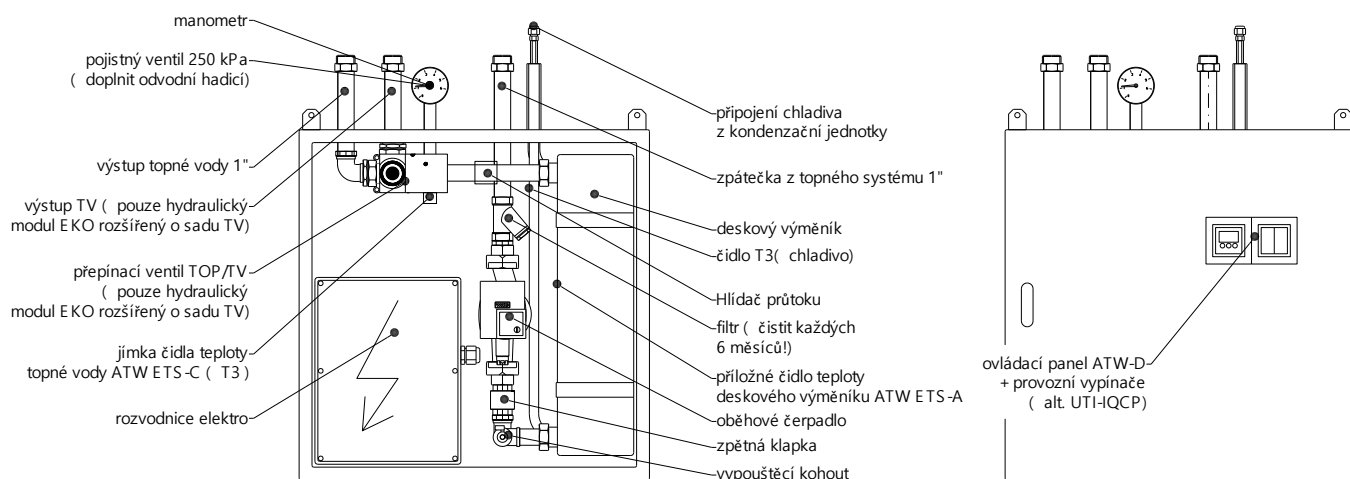 manometr
pojistný ventil 250 kPa
( doplnit odvodní hadicí)
výstup topné vody 1"
výstup TV ( pouze hydraulický
modul EKO rozšířený o sadu TV)
přepínací ventil TOP/TV
( pouze hydraulický
modul EKO rozšířený o sadu TV)
jímka čidla teploty
topné vody ATW ETS-C ( T3 )
rozvodnice elektro
připojení chladiva
z kondenzační jednotky
zpátečka z topného systému 1"
deskový výměník
čidlo T3( chladivo)
Hlídač průtoku
filtr ( čistit každých
6 měsíců!)
příložné čidlo teploty
deskového výměníku ATW ETS-A
oběhové čerpadlo
zpětná klapka
vypouštěcí kohout
ovládací panel ATW-D
+ provozní vypínače
( alt. UTI-IQCP)